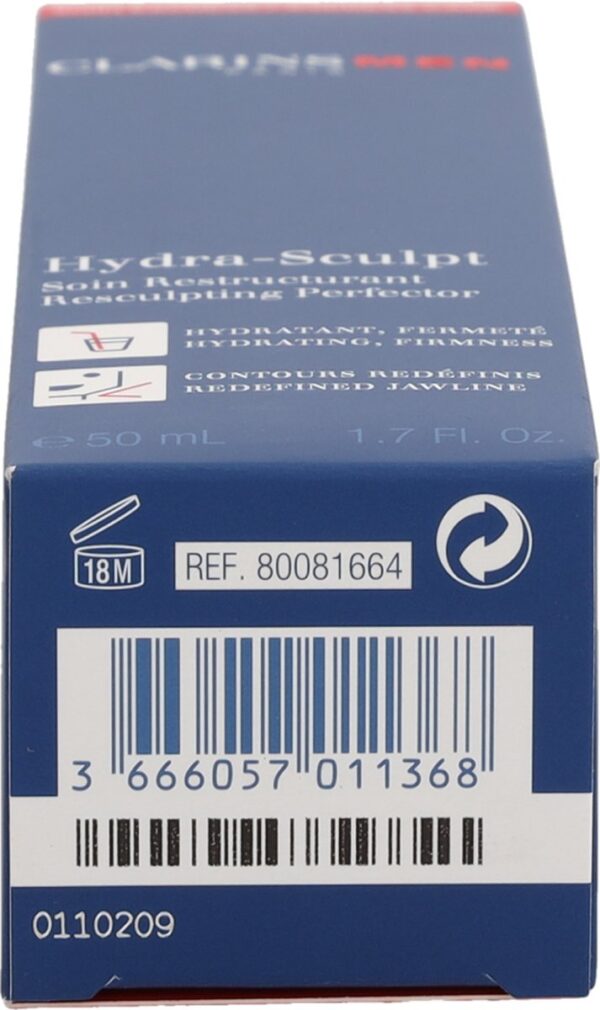 CLARINS MEN
PARIS
Hydra-Sculpt
Soin Restructurant
Resculpting Perfector
HYDRATANT, FERMETÉ
HYDRATING, FIRMNESS
CONTOURS REDÉFINIS
REDEFINED JAWLINE
e 50 mL 1.7 Fl. Oz.
18M
REF. 80081664
3 666057 011368
0110209